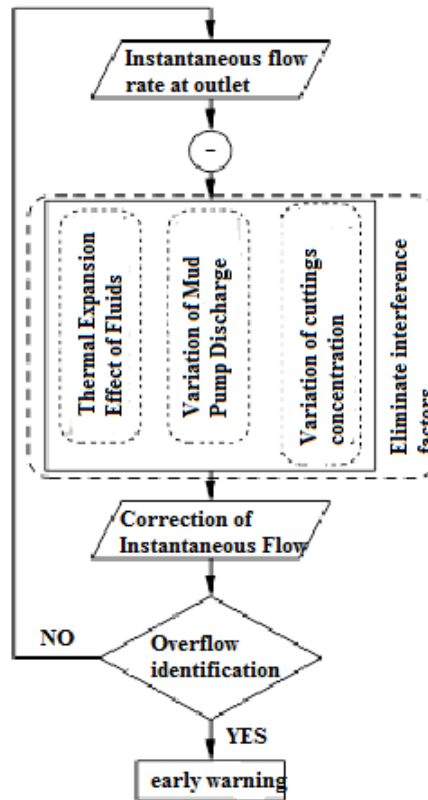 Instantaneous flow
rate at outlet
-
Thermal Expansion
Effect of Fluids
Variation of Mud
Pump Discharge
Variation of cuttings
concentration
Eliminate interference
factors
Correction of
Instantaneous Flow
NO
Overflow
identification
YES
early warning